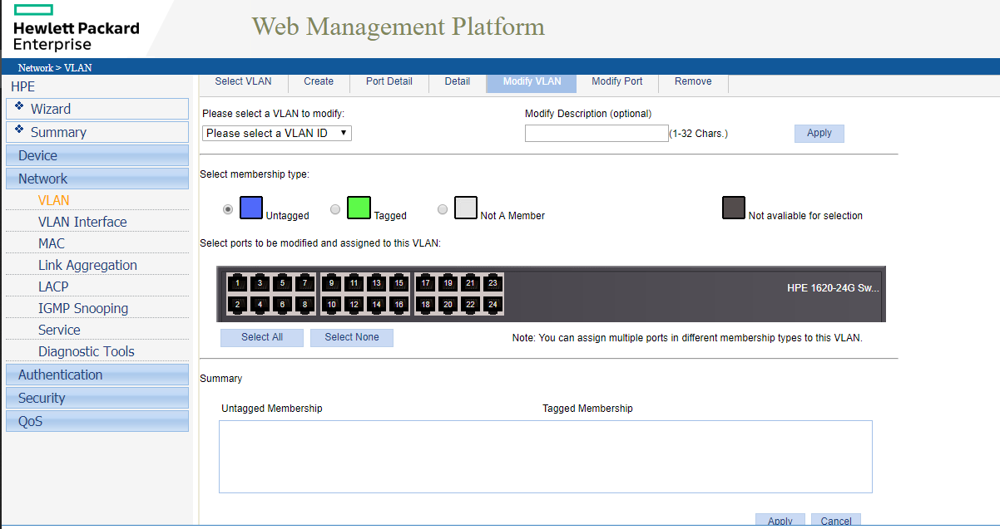 Hewlett Packard
Enterprise
Web Management Platform
Network > VLAN
HPE
Wizard
Summary
Device
Network
VLAN
VLAN Interface
MAC
Link Aggregation
LACP
IGMP Snooping
Service
Diagnostic Tools
Authentication
Security
QoS
Select VLAN Create Port Detail Detail Modify VLAN Modify Port Remove
Please select a VLAN to modify: Modify Description (optional)
Please select a VLAN ID ▼ (1-32 Chars.) Apply
Select membership type:
Untagged Tagged Not A Member Not avaliable for selection
Select ports to be modified and assigned to this VLAN:
1 3 5 7 9 11 13 15 17 19 21 23
HPE 1620-24G Sw...
2 4 6 8 10 12 14 16 18 20 22 24
Select All Select None Note: You can assign multiple ports in different membership types to this VLAN.
Summary
Untagged Membership Tagged Membership
Apply Cancel